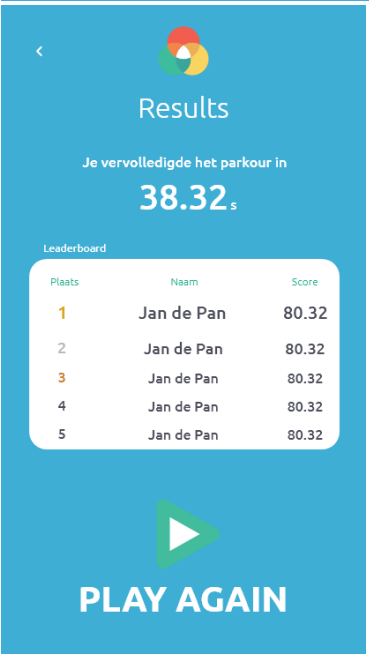 Results
Je vervolledigde het parkour in
38.32 s
Leaderboard
Plaats Naam Score
1 Jan de Pan 80.32
2 Jan de Pan 80.32
3 Jan de Pan 80.32
4 Jan de Pan 80.32
5 Jan de Pan 80.32
PLAY AGAIN